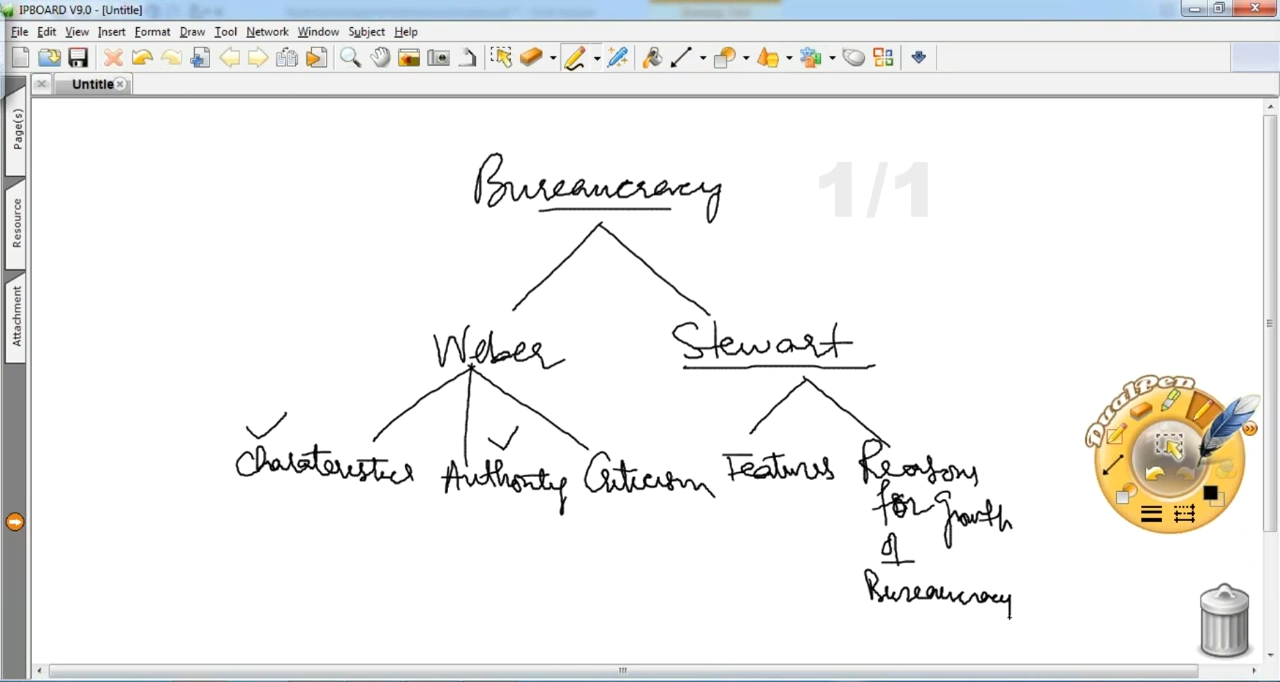 IPBOARD V9.0 - [Untitle]
File Edit View Insert Format Draw Tool Network Window Subject Help
Untitle
Page(s)
Resource
Attachment
1/1
Bureaucracy
Weber Stewart
Charateristics Authority Criticism Features Reasons
for Growth
of
Bureaucracy
DualPen